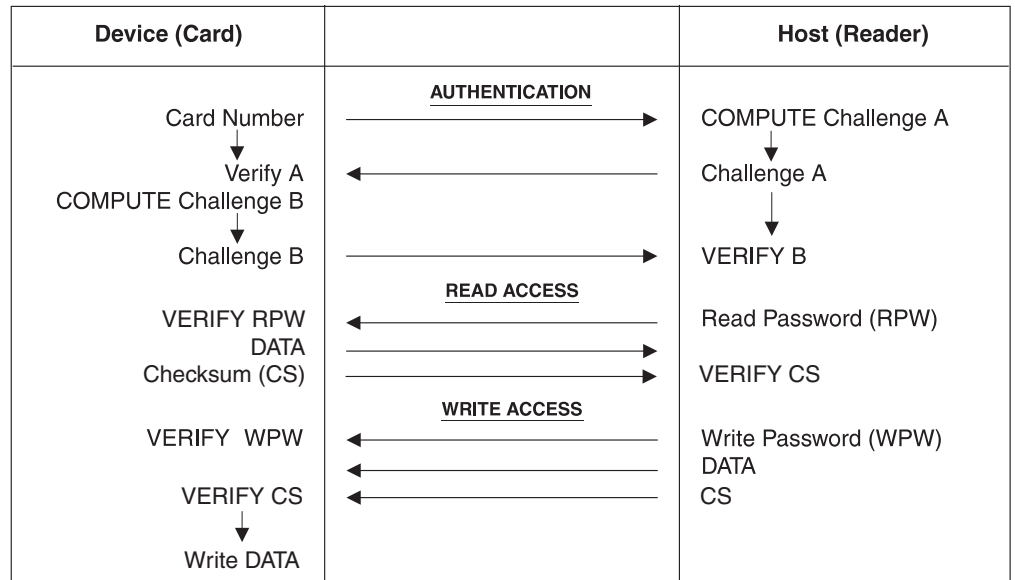 Device (Card) Host (Reader)
AUTHENTICATION
Card Number COMPUTE Challenge A
Verify A Challenge A
COMPUTE Challenge B
Challenge B VERIFY B
READ ACCESS
VERIFY RPW Read Password (RPW)
DATA
Checksum (CS) VERIFY CS
WRITE ACCESS
VERIFY WPW Write Password (WPW)
DATA
VERIFY CS CS
Write DATA